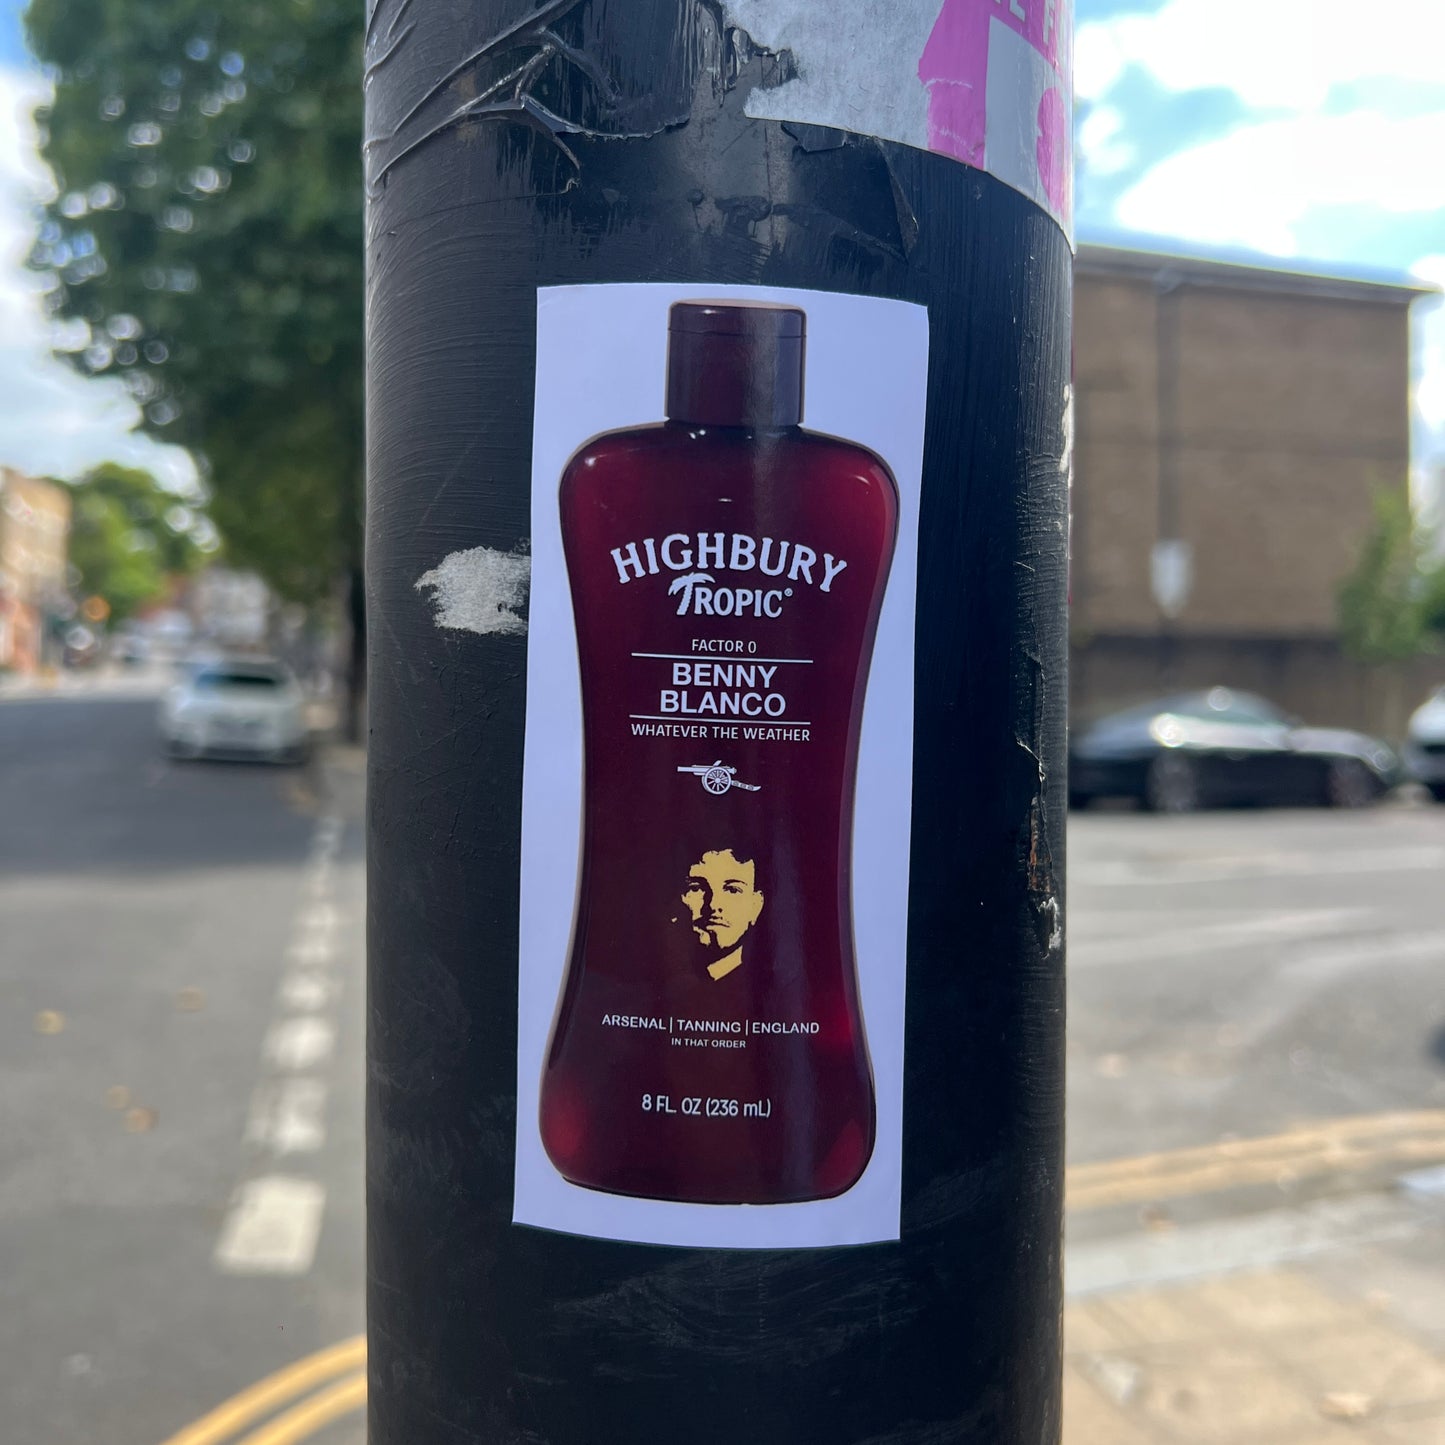 HIGHBURY
TROPIC®
FACTOR 0
BENNY
BLANCO
WHATEVER THE WEATHER
ARSENAL | TANNING | ENGLAND
IN THAT ORDER
8 FL. OZ (236 mL)